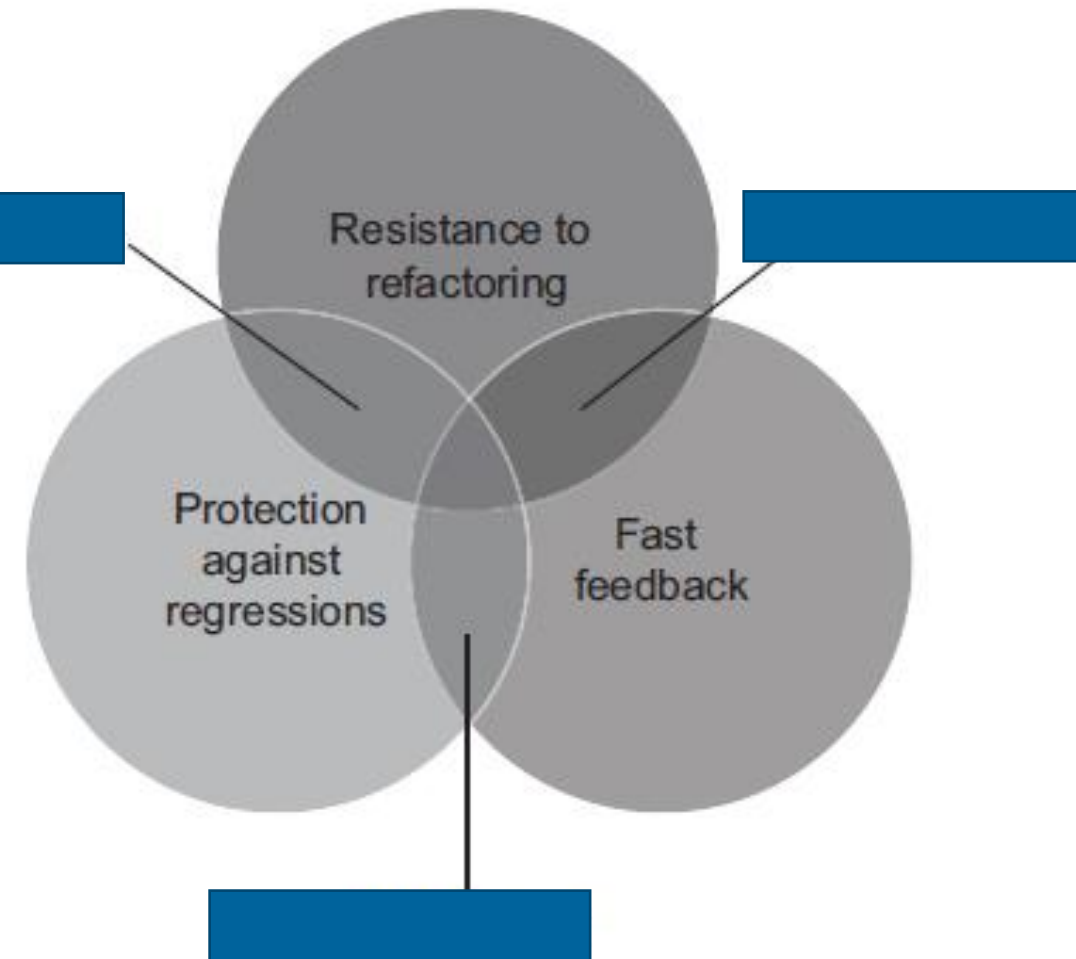 Resistance to
refactoring
Protection
against
regressions
Fast
feedback